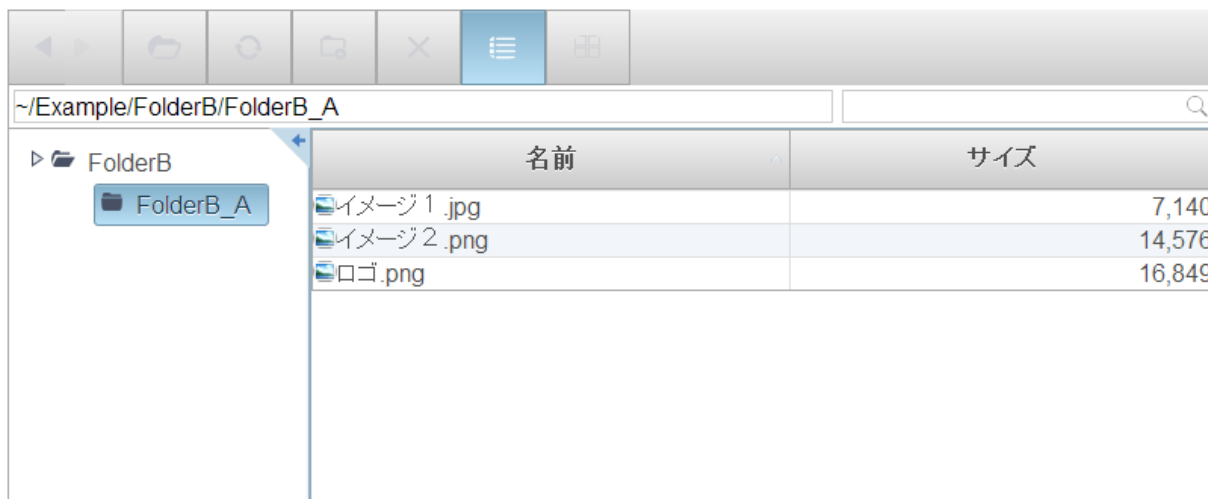 ~/Example/FolderB/FolderB_A
FolderB
FolderB_A
名前 サイズ
イメージ１.jpg 7,140
イメージ２.png 14,576
ロゴ.png 16,849